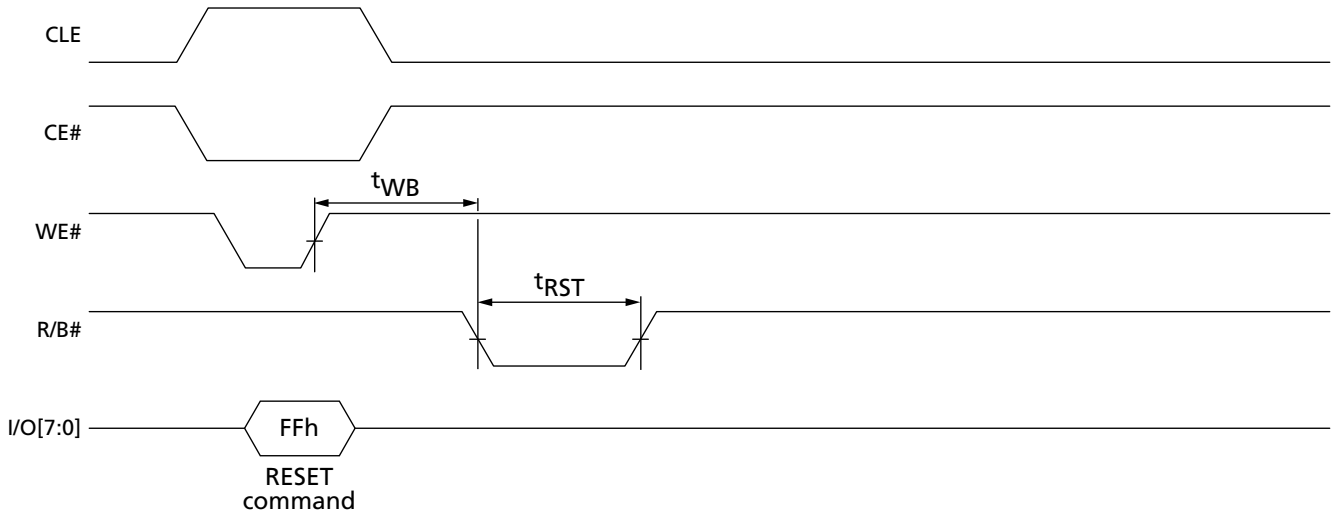 CLE
CE#
tWB
WE#
tRST
R/B#
I/O[7:0]
FFh
RESET
command